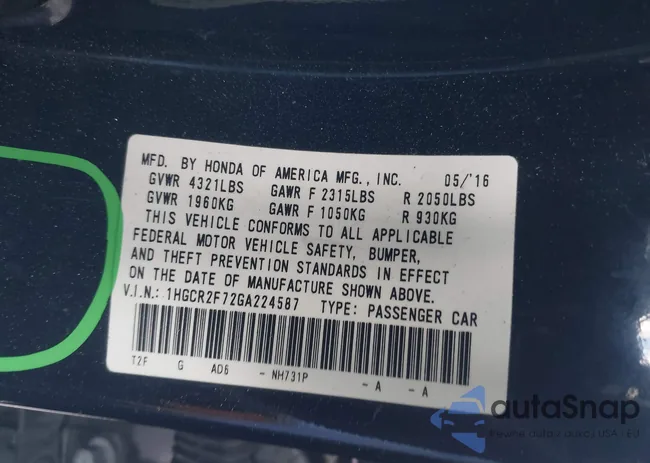 MFD. BY HONDA OF AMERICA MFG., INC. 05/'16
GVWR 4321LBS GAWR F 2315LBS R 2050LBS
GVWR 1960KG GAWR F 1050KG R 930KG
THIS VEHICLE CONFORMS TO ALL APPLICABLE
FEDERAL MOTOR VEHICLE SAFETY, BUMPER,
AND THEFT PREVENTION STANDARDS IN EFFECT
ON THE DATE OF MANUFACTURE SHOWN ABOVE.
V.I.N.: 1HGCR2F72GA224587 TYPE: PASSENGER CAR
T2F G AD6 - NH731P - A - A
autoSnap